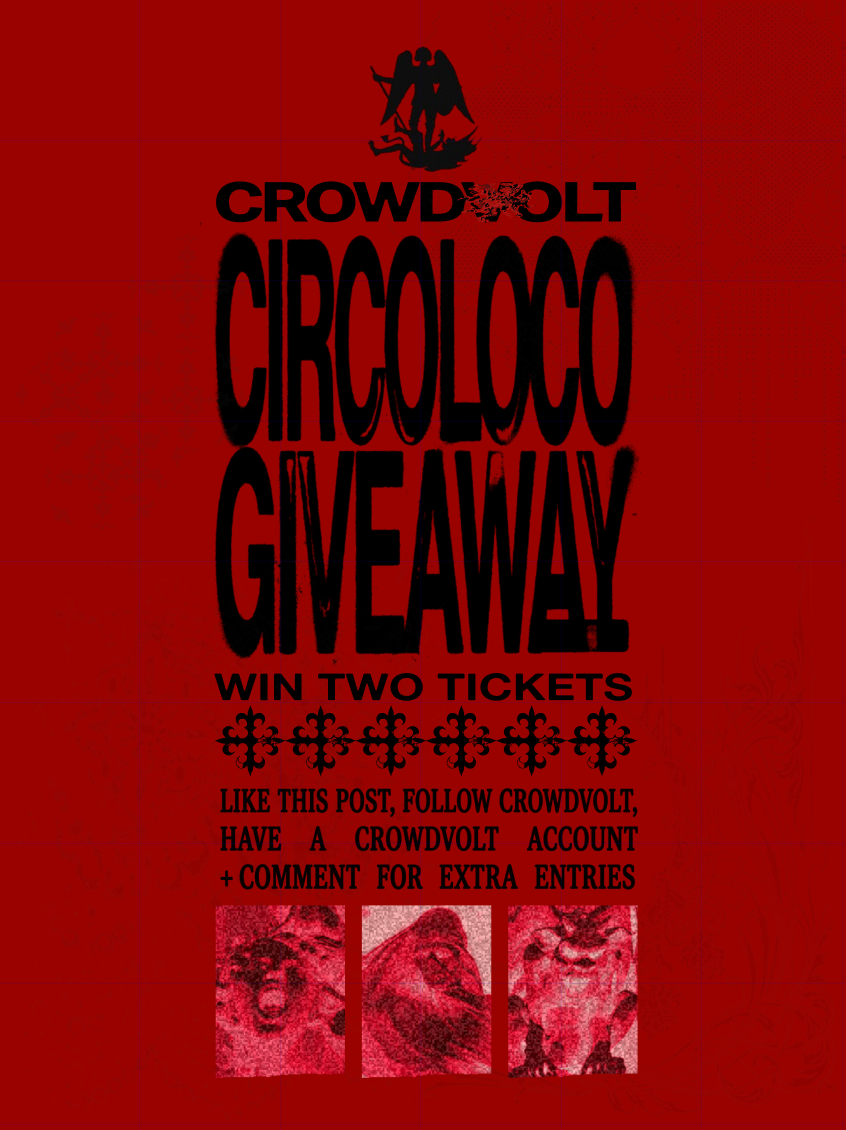 CROWDVOLT
CIRCOLOCO
GIVEAWAY
WIN TWO TICKETS
LIKE THIS POST, FOLLOW CROWDVOLT,
HAVE A CROWDVOLT ACCOUNT
+ COMMENT FOR EXTRA ENTRIES